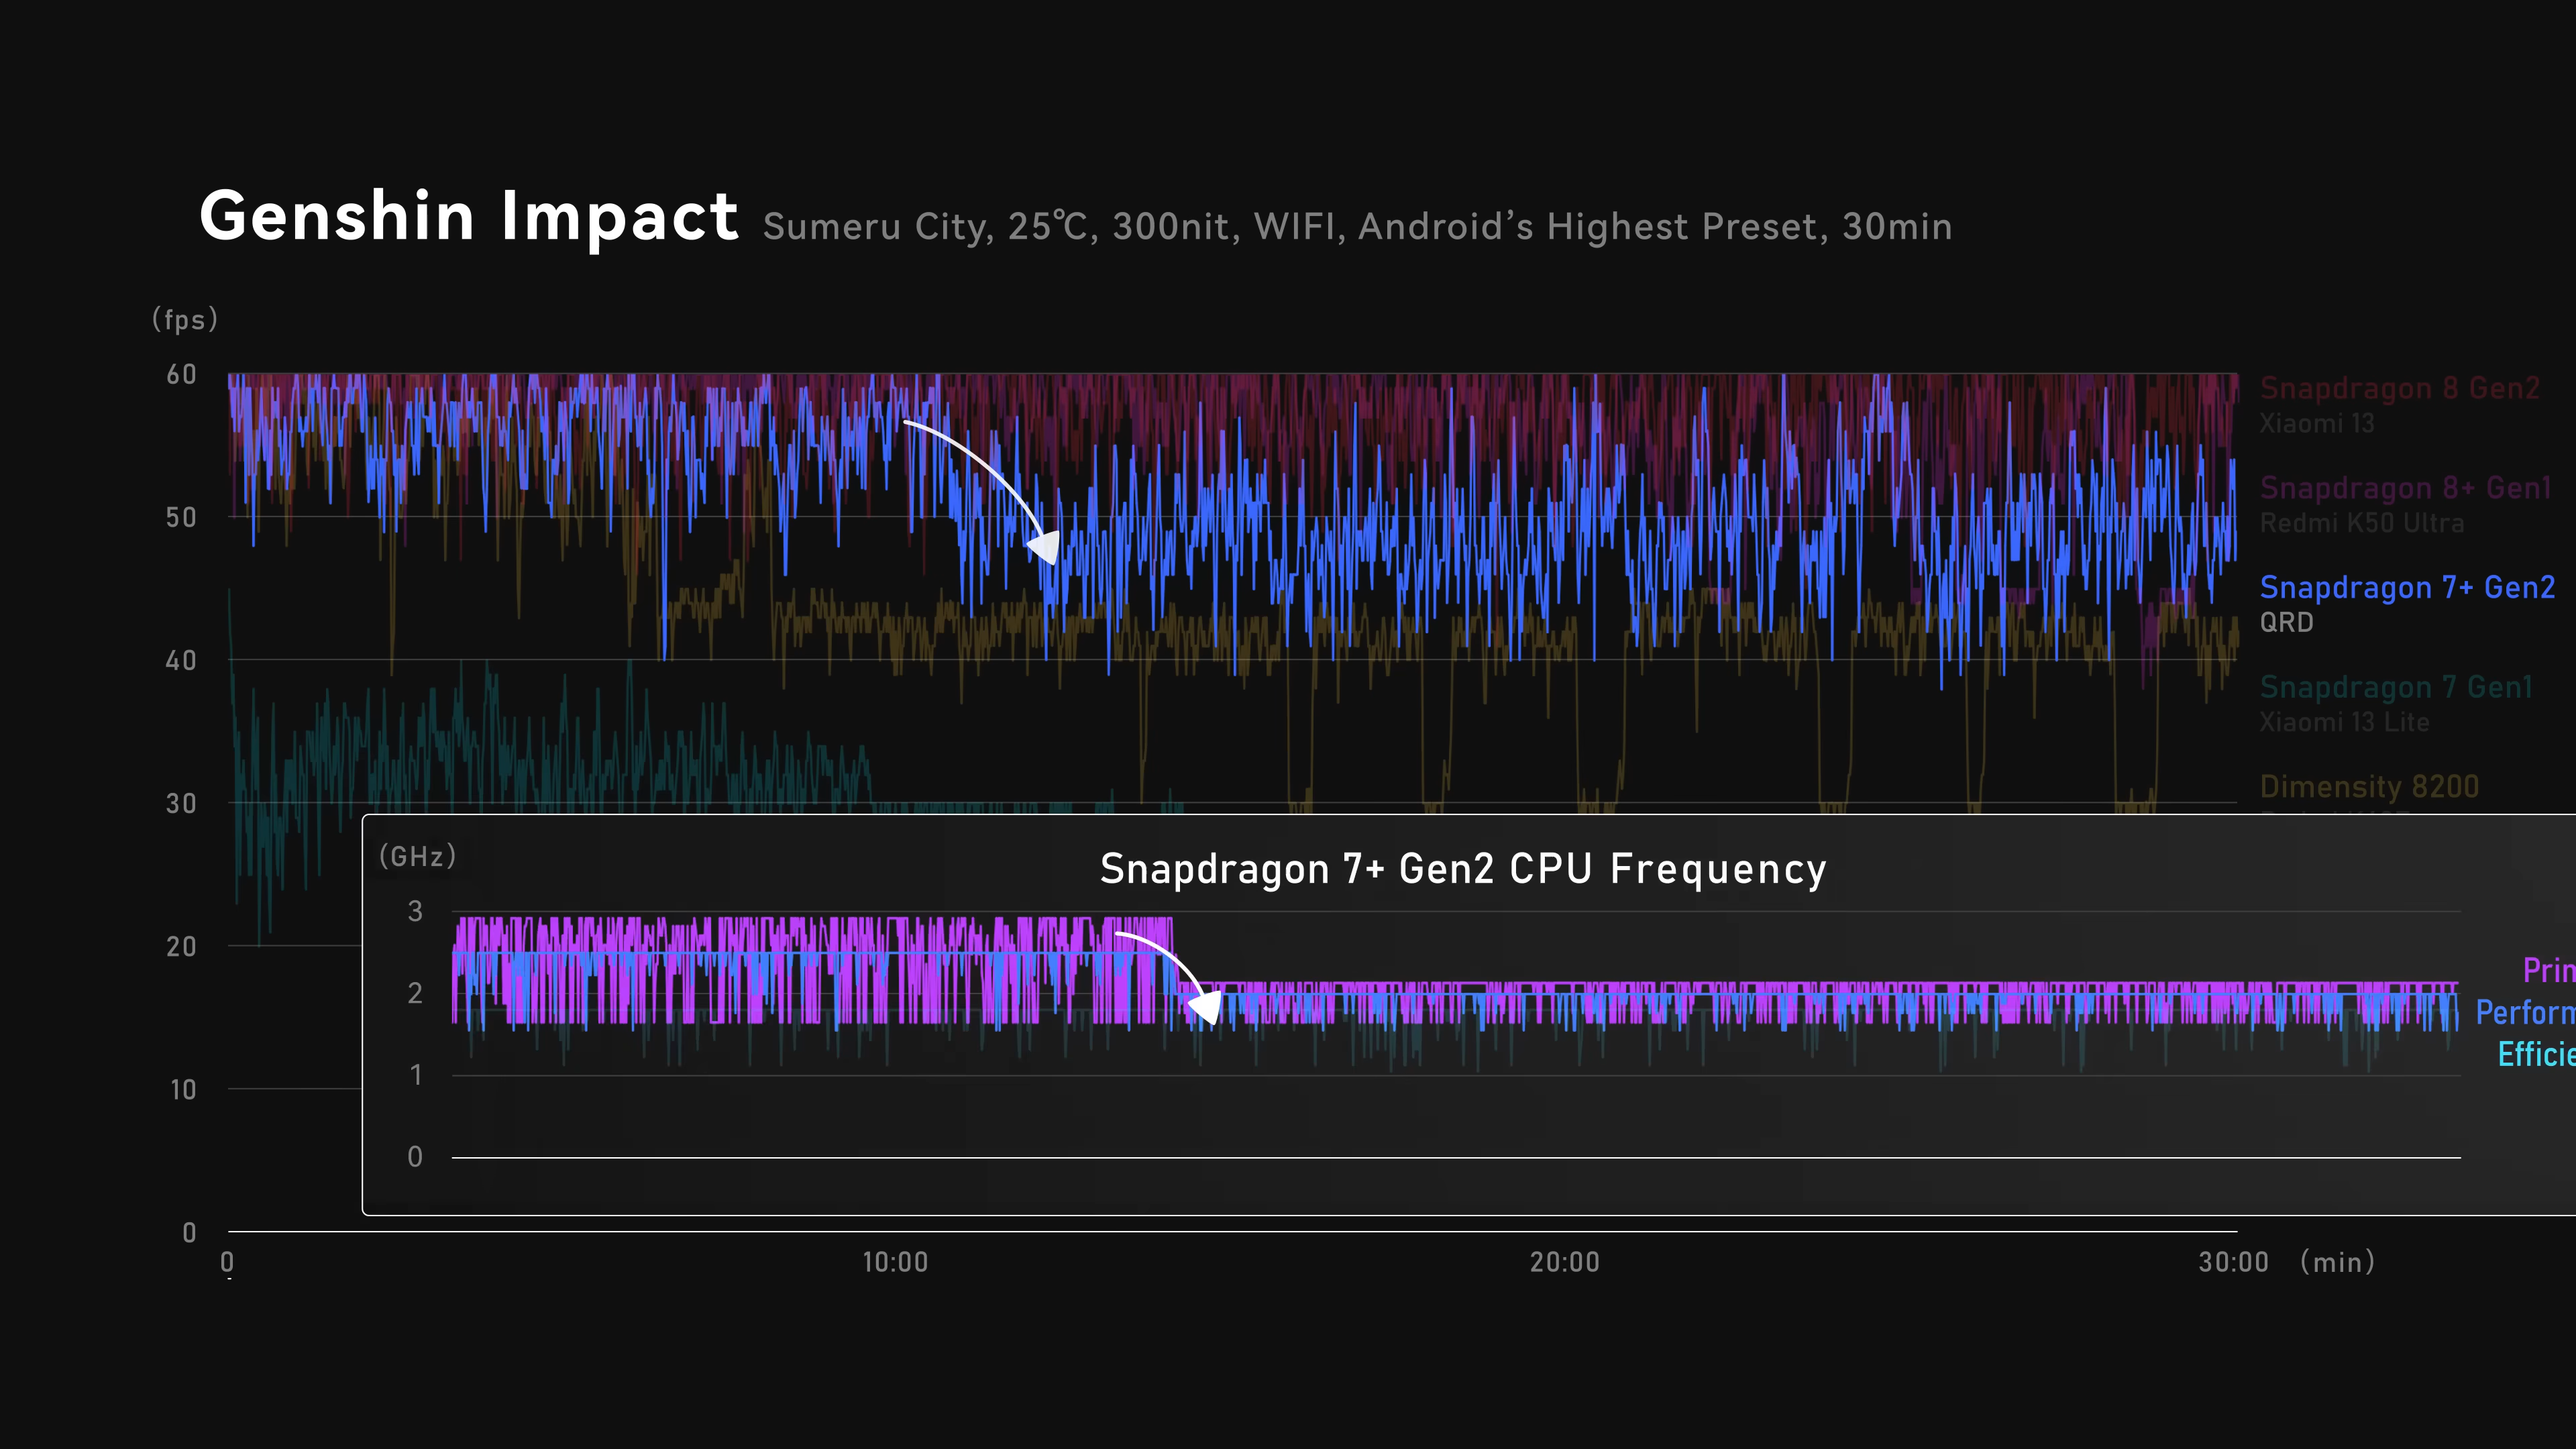 Genshin Impact Sumeru City, 25℃, 300nit, WIFI, Android’s Highest Preset, 30min
(fps)
60
50
40
30
20
10
0
0
10:00
20:00
30:00 (min)
Snapdragon 8 Gen2
Xiaomi 13
Snapdragon 8+ Gen1
Redmi K50 Ultra
Snapdragon 7+ Gen2
QRD
Snapdragon 7 Gen1
Xiaomi 13 Lite
Dimensity 8200
Snapdragon 7+ Gen2 CPU Frequency
(GHz)
3
2
1
0
Prin
Perform
Efficie